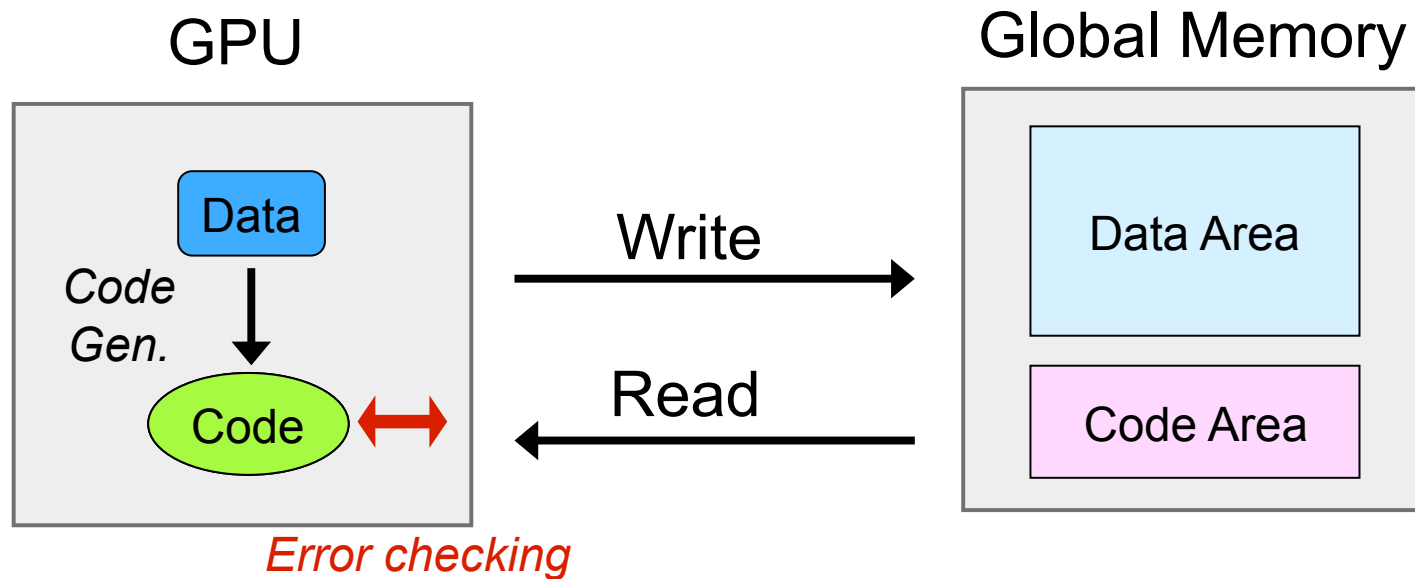 GPU
Global Memory
Data
Code
Gen.
Code
Error checking
Write
Read
Data Area
Code Area